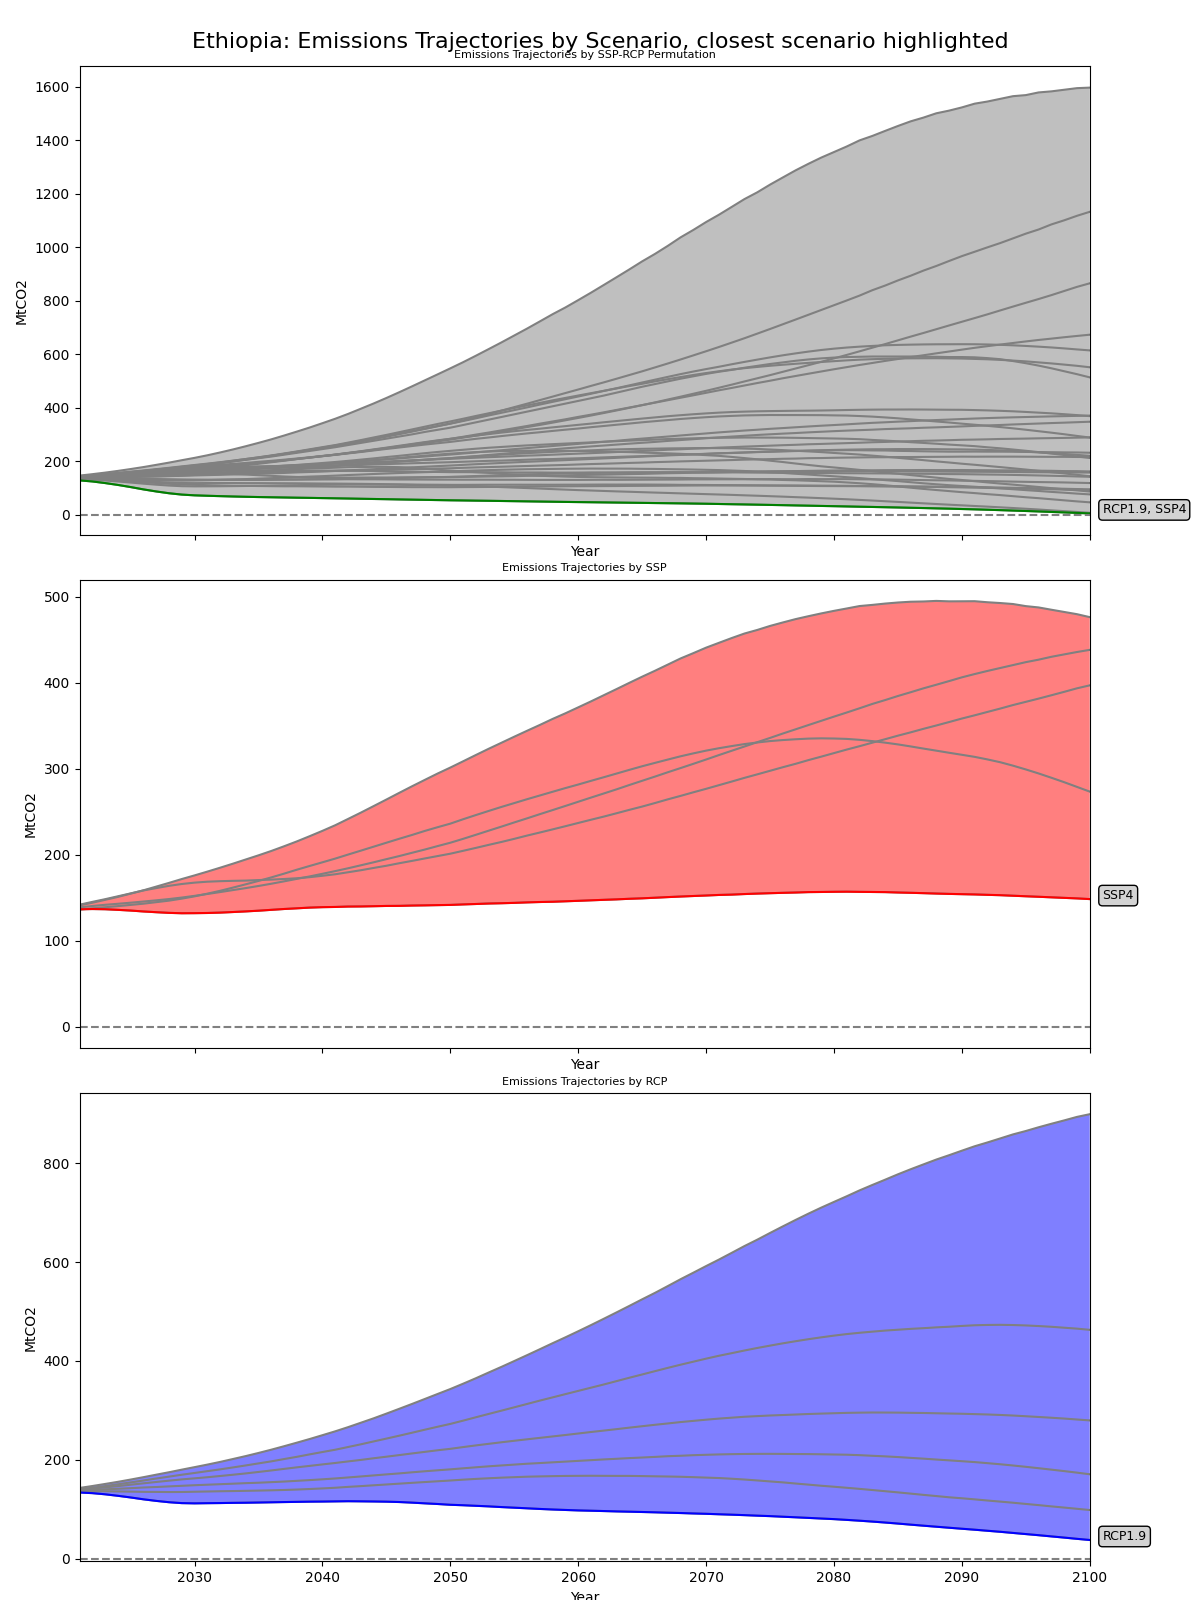 Ethiopia: Emissions Trajectories by Scenario, closest scenario highlighted
Emissions Trajectories by SSP-RCP Permutation
1600
1400
1200
1000
800
600
400
200
0
MtCO2
RCP1.9, SSP4
Year
Emissions Trajectories by SSP
500
400
300
200
100
0
MtCO2
SSP4
Year
Emissions Trajectories by RCP
800
600
400
200
0
MtCO2
RCP1.9
2030 2040 2050 2060 2070 2080 2090 2100
Year